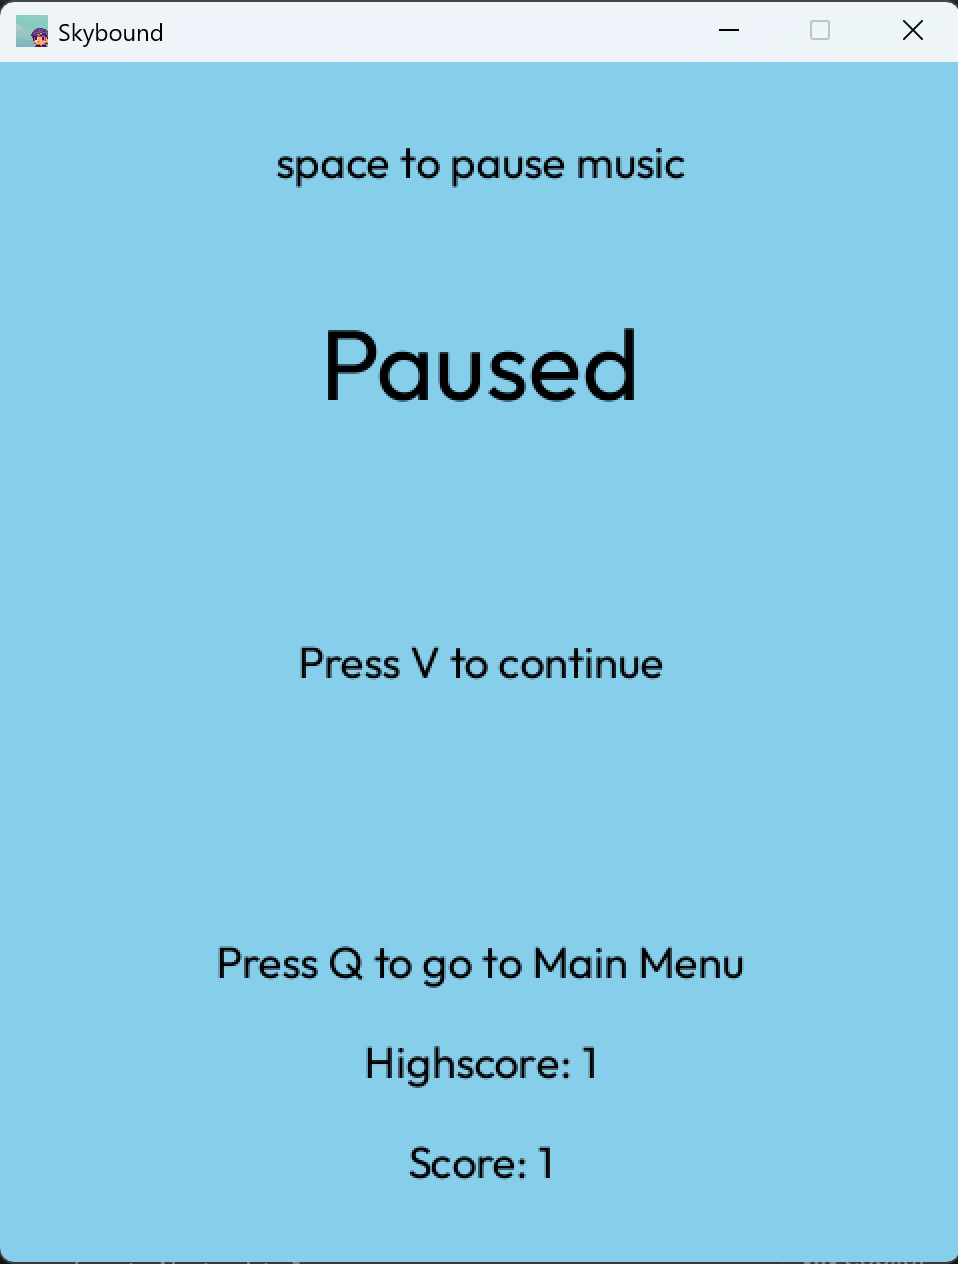 Skybound
space to pause music
Paused
Press V to continue
Press Q to go to Main Menu
Highscore: 1
Score: 1